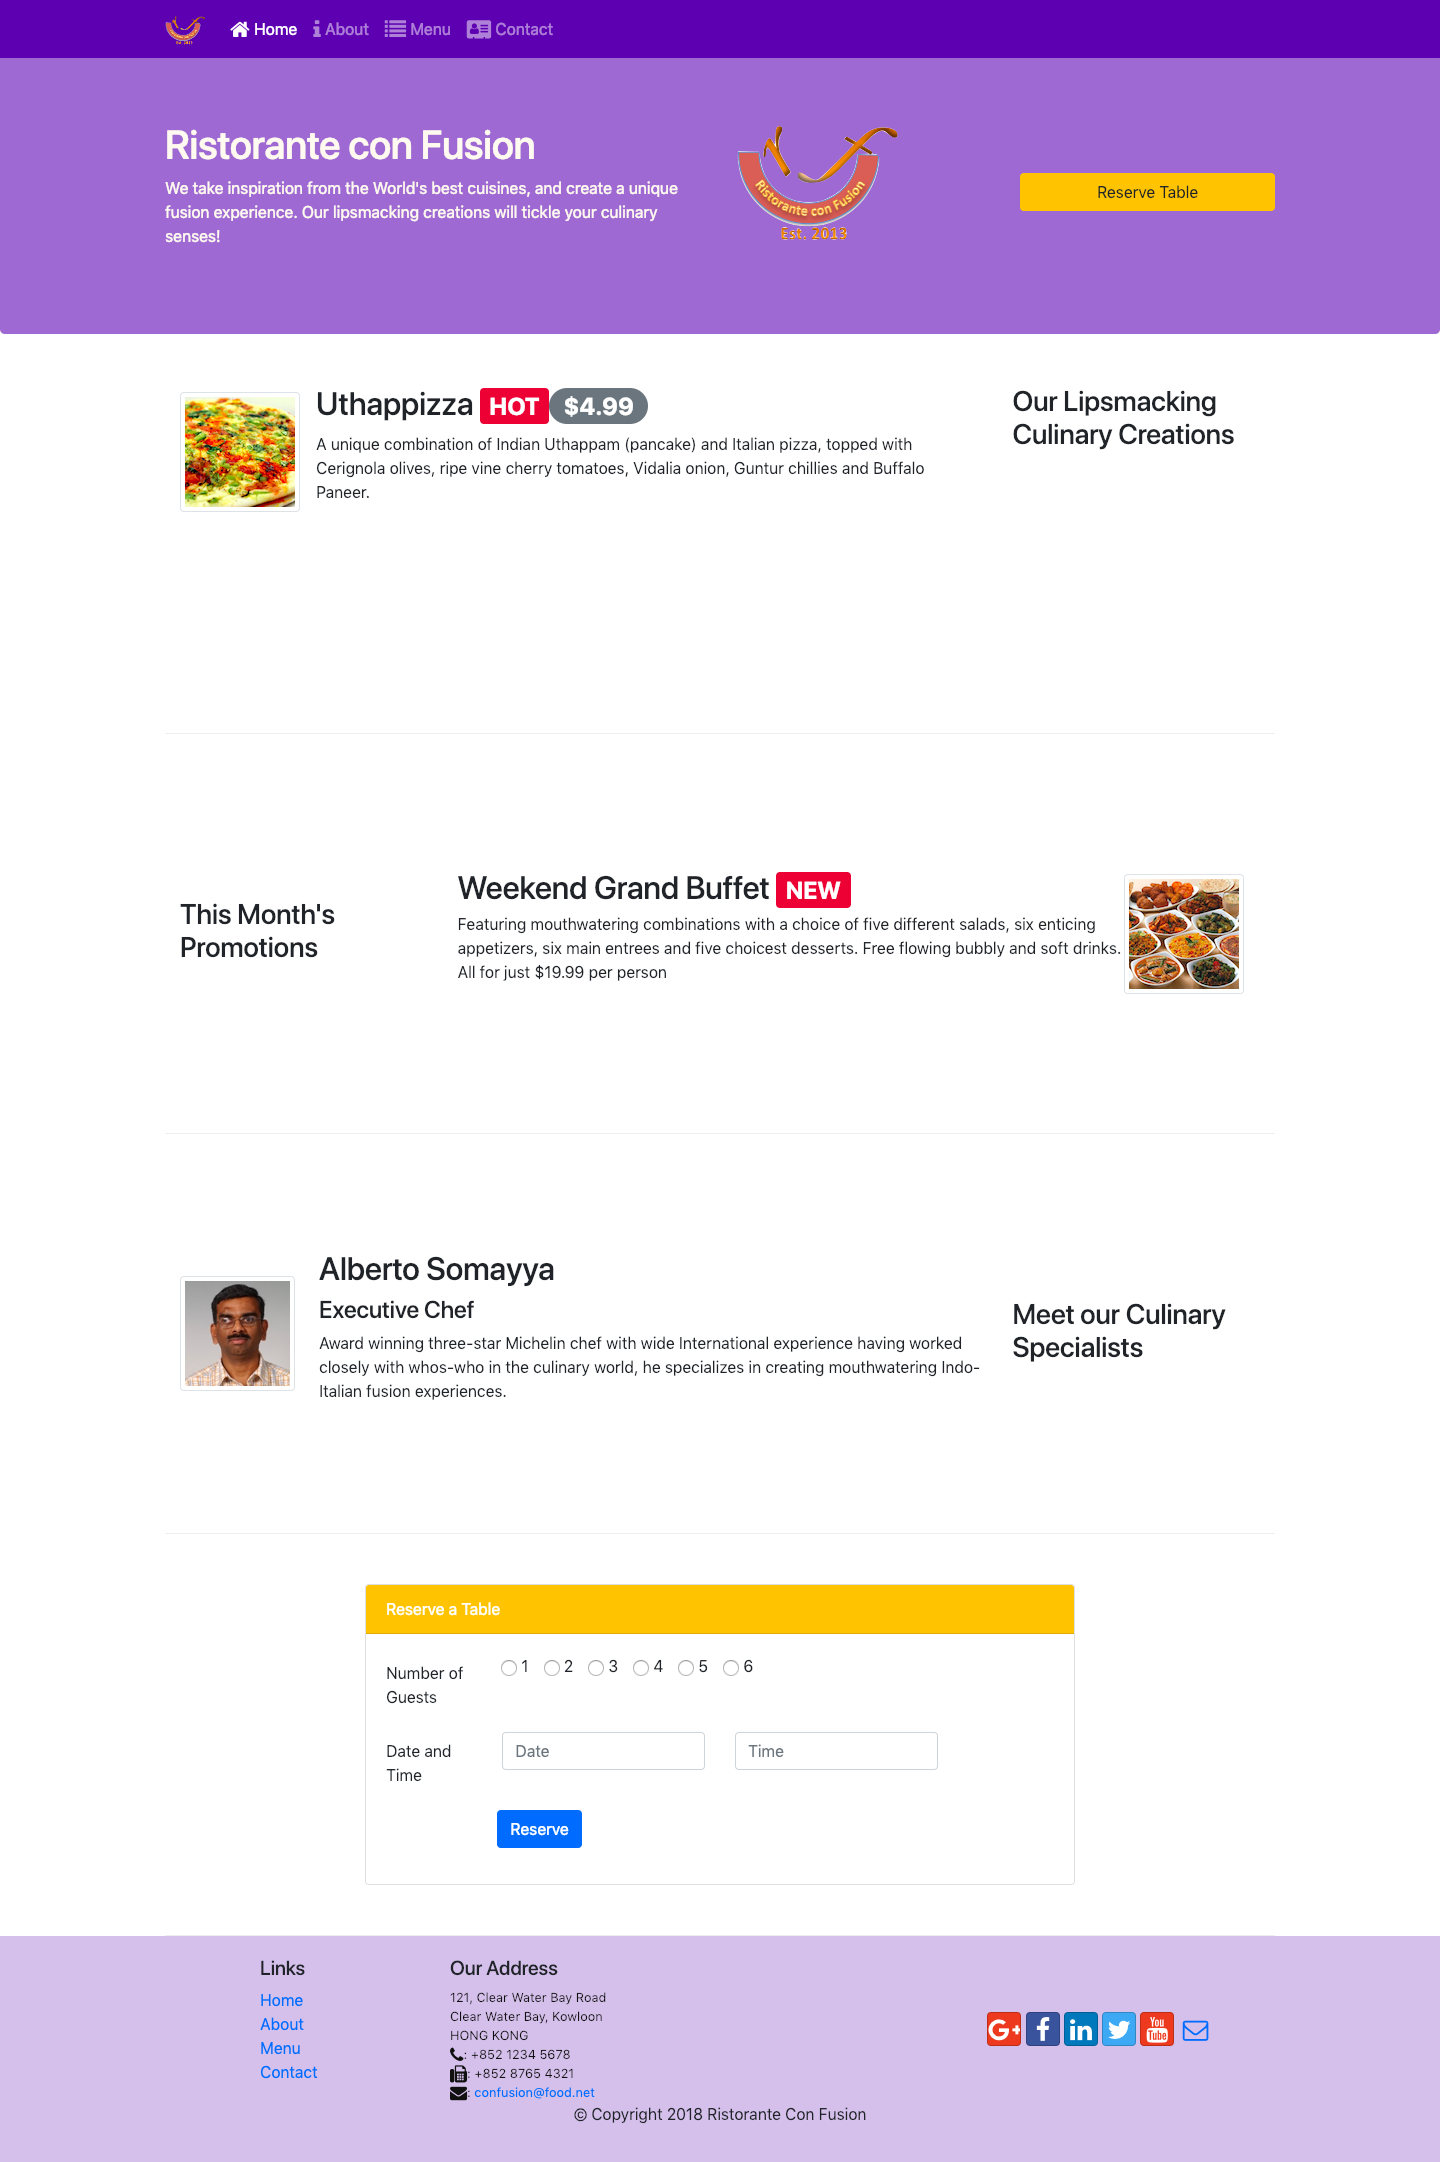 Home About Menu Contact
Ristorante con Fusion
We take inspiration from the World's best cuisines, and create a unique
fusion experience. Our lipsmacking creations will tickle your culinary
senses!
Ristorante con Fusion
Est. 2013
Reserve Table
Uthappizza HOT $4.99
A unique combination of Indian Uthappam (pancake) and Italian pizza, topped with
Cerignola olives, ripe vine cherry tomatoes, Vidalia onion, Guntur chillies and Buffalo
Paneer.
Our Lipsmacking
Culinary Creations
This Month's
Promotions
Weekend Grand Buffet NEW
Featuring mouthwatering combinations with a choice of five different salads, six enticing
appetizers, six main entrees and five choicest desserts. Free flowing bubbly and soft drinks.
All for just $19.99 per person
Alberto Somayya
Executive Chef
Award winning three-star Michelin chef with wide International experience having worked
closely with whos-who in the culinary world, he specializes in creating mouthwatering Indo-
Italian fusion experiences.
Meet our Culinary
Specialists
Reserve a Table
Number of
Guests
1 2 3 4 5 6
Date and
Time
Date
Time
Reserve
Links
Home
About
Menu
Contact
Our Address
121, Clear Water Bay Road
Clear Water Bay, Kowloon
HONG KONG
: +852 1234 5678
: +852 8765 4321
: confusion@food.net
G+ f in You Tube
© Copyright 2018 Ristorante Con Fusion